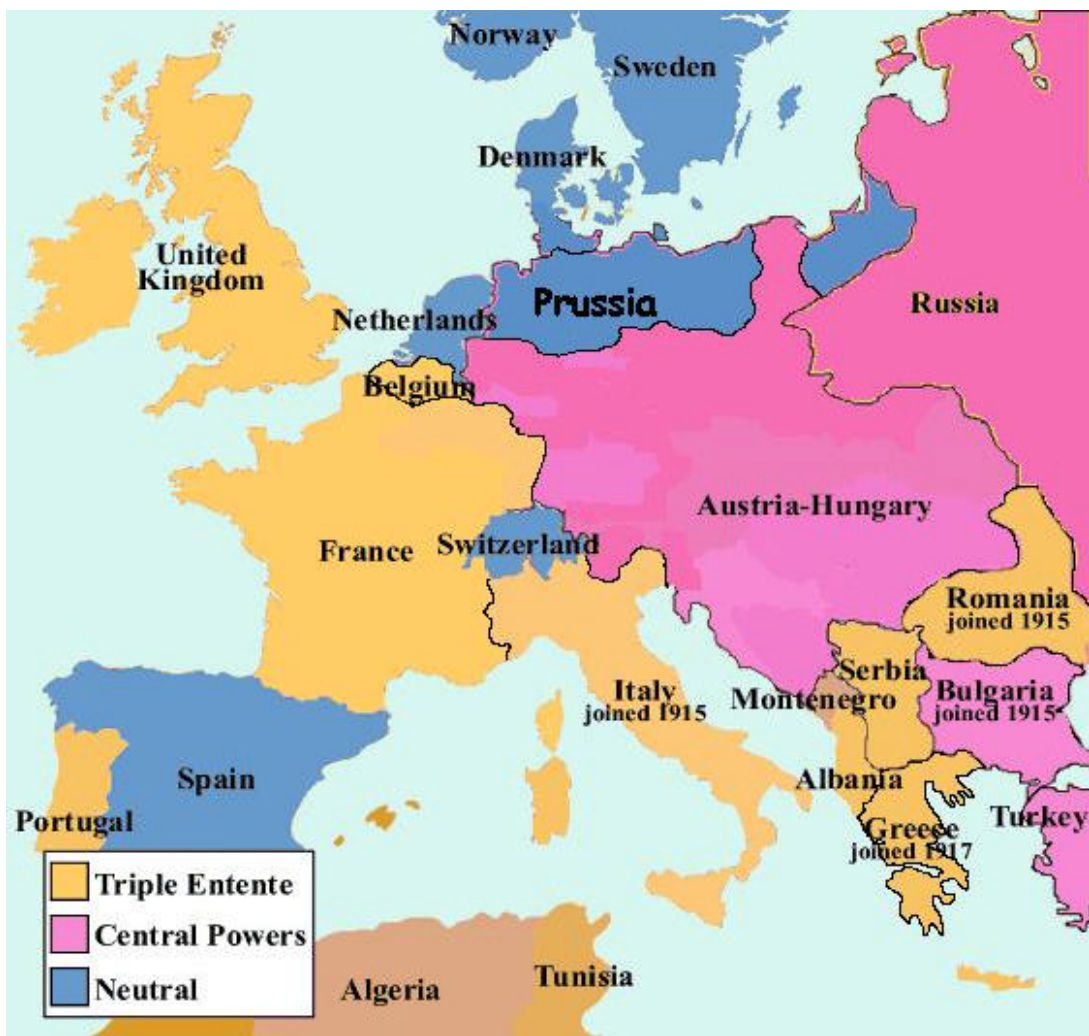 Norway
Sweden
Denmark
United
Kingdom
Netherlands
Prussia
Russia
Belgium
Austria-Hungary
France
Switzerland
Romania
joined 1915
Serbia
Italy
joined 1915
Montenegro
Bulgaria
joined 1915
Spain
Albania
Portugal
Greece
joined 1917
Turkey
Triple Entente
Central Powers
Neutral
Algeria
Tunisia